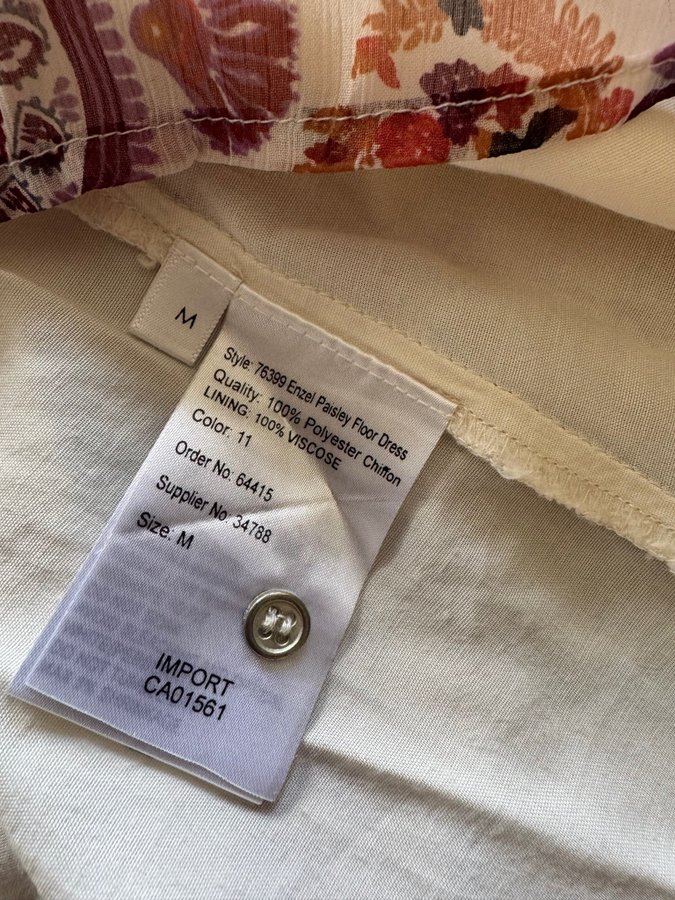 M
Style: 76399 Enzel Paisley Floor Dress
Quality: 100% Polyester Chiffon
LINING: 100% VISCOSE
Color: 11
Order No: 64415
Supplier No: 34788
Size: M
IMPORT
CA01561